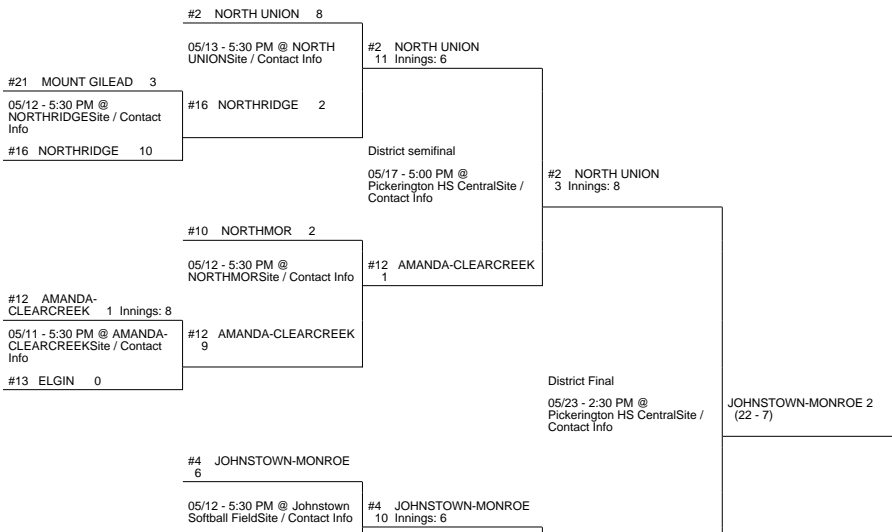 #2 NORTH UNION 8
05/13 - 5:30 PM @ NORTH
UNIONSite / Contact Info
#2 NORTH UNION
11 Innings: 6
#21 MOUNT GILEAD 3
05/12 - 5:30 PM @
NORTHRIDGESite / Contact
Info
#16 NORTHRIDGE 2
#16 NORTHRIDGE 10
District semifinal
05/17 - 5:00 PM @
Pickerington HS CentralSite /
Contact Info
#2 NORTH UNION
3 Innings: 8
#10 NORTHMOR 2
05/12 - 5:30 PM @
NORTHMORSite / Contact Info
#12 AMANDA-CLEARCREEK
1
#12 AMANDA-
CLEARCREEK 1 Innings: 8
05/11 - 5:30 PM @ AMANDA-
CLEARCREEKSite / Contact
Info
#12 AMANDA-CLEARCREEK
9
#13 ELGIN 0
District Final
05/23 - 2:30 PM @
Pickerington HS CentralSite /
Contact Info
JOHNSTOWN-MONROE 2
(22 - 7)
#4 JOHNSTOWN-MONROE
6
05/12 - 5:30 PM @ Johnstown
Softball FieldSite / Contact Info
#4 JOHNSTOWN-MONROE
10 Innings: 6